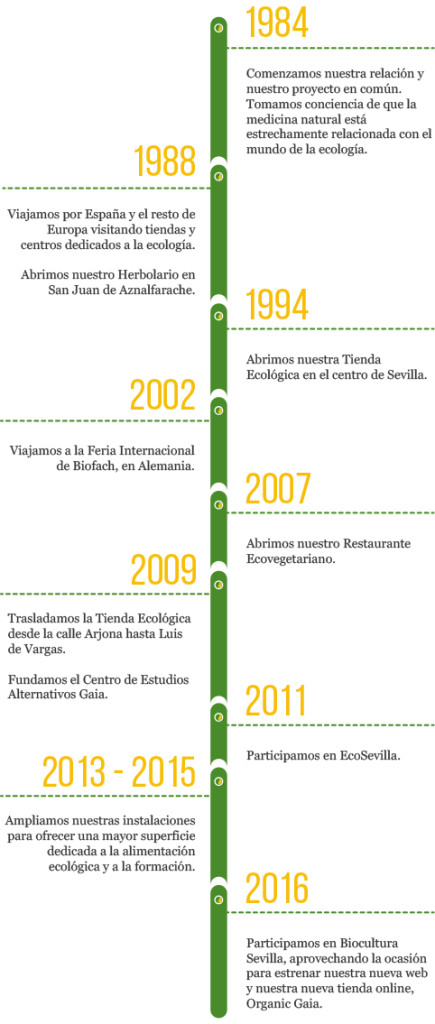 1984
Comenzamos nuestra relación y
nuestro proyecto en común.
Tomamos conciencia de que la
medicina natural está
estrechamente relacionada con el
mundo de la ecología.
1988
Viajamos por España y el resto de
Europa visitando tiendas y
centros dedicados a la ecología.
Abrimos nuestro Herbolario en
San Juan de Aznalfarache.
1994
Abrimos nuestra Tienda
Ecológica en el centro de Sevilla.
2002
Viajamos a la Feria Internacional
de Biofach, en Alemania.
2007
Abrimos nuestro Restaurante
Ecovegetariano.
2009
Trasladamos la Tienda Ecológica
desde la calle Arjona hasta Luis
de Vargas.
Fundamos el Centro de Estudios
Alternativos Gaia.
2011
Participamos en EcoSevilla.
2013 - 2015
Ampliamos nuestras instalaciones
para ofrecer una mayor superficie
dedicada a la alimentación
ecológica y a la formación.
2016
Participamos en Biocultura
Sevilla, aprovechando la ocasión
para estrenar nuestra nueva web
y nuestra nueva tienda online,
Organic Gaia.